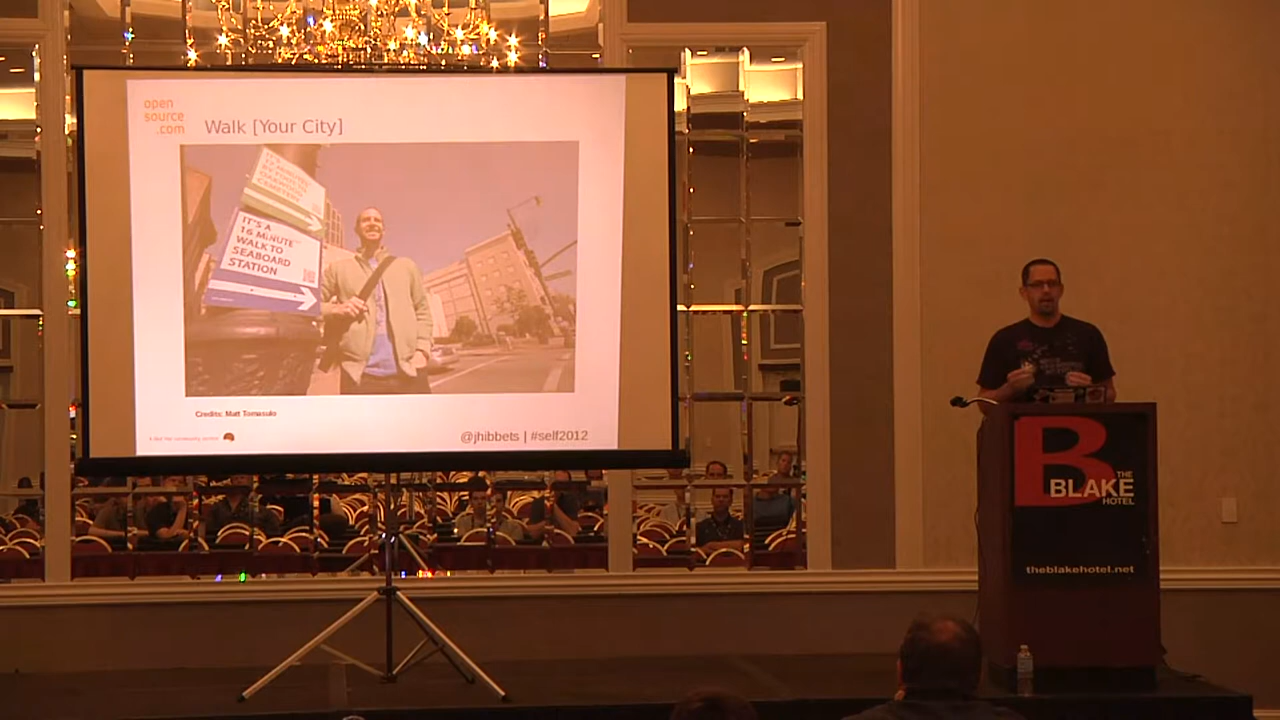 open
source
.com
Walk [Your City]
IT'S A
16 MINUTE
WALK TO
SEABOARD
STATION
Credits: Matt Tomasulo
@jhibbets | #self2012
B
THE
BLAKE
HOTEL
theblakehotel.net